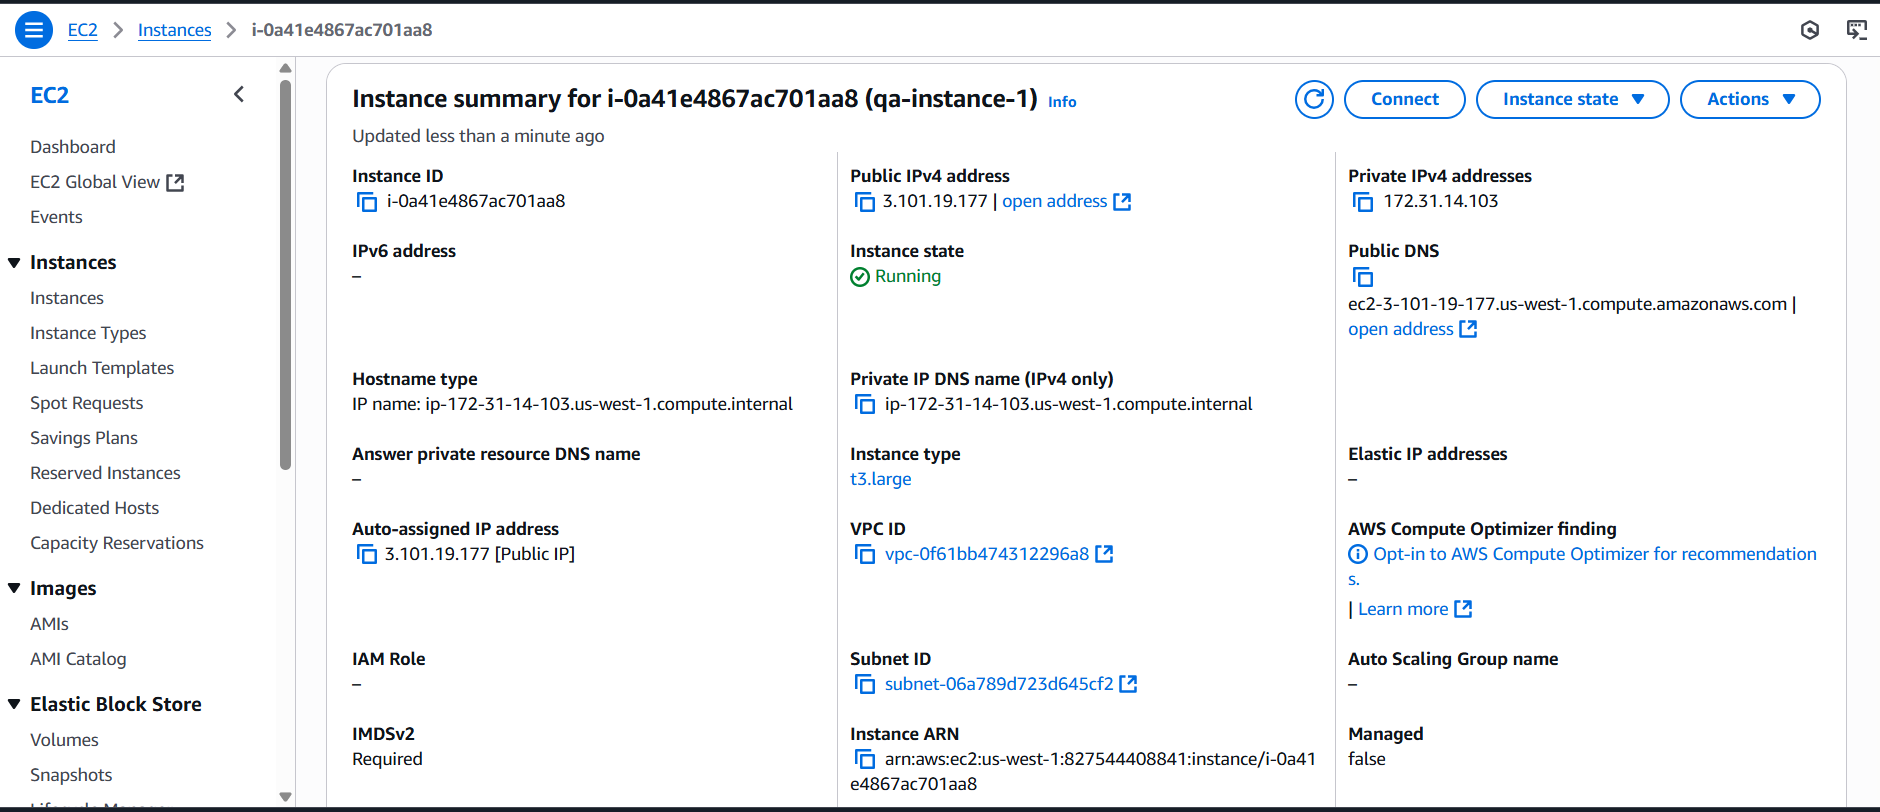 EC2 > Instances > i-0a41e4867ac701aa8
EC2
Dashboard
EC2 Global View
Events
Instances
Instances
Instance Types
Launch Templates
Spot Requests
Savings Plans
Reserved Instances
Dedicated Hosts
Capacity Reservations
Images
AMIs
AMI Catalog
Elastic Block Store
Volumes
Snapshots
Instance summary for i-0a41e4867ac701aa8 (qa-instance-1) Info
Connect
Instance state
Actions
Updated less than a minute ago
Instance ID
i-0a41e4867ac701aa8
Public IPv4 address
3.101.19.177 | open address
Private IPv4 addresses
172.31.14.103
IPv6 address
–
Instance state
Running
Public DNS
ec2-3-101-19-177.us-west-1.compute.amazonaws.com |
open address
Hostname type
IP name: ip-172-31-14-103.us-west-1.compute.internal
Private IP DNS name (IPv4 only)
ip-172-31-14-103.us-west-1.compute.internal
Answer private resource DNS name
–
Instance type
t3.large
Elastic IP addresses
–
Auto-assigned IP address
3.101.19.177 [Public IP]
VPC ID
vpc-0f61bb474312296a8
AWS Compute Optimizer finding
Opt-in to AWS Compute Optimizer for recommendation
s.
| Learn more
IAM Role
–
Subnet ID
subnet-06a789d723d645cf2
Auto Scaling Group name
–
IMDSv2
Required
Instance ARN
arn:aws:ec2:us-west-1:827544408841:instance/i-0a41
e4867ac701aa8
Managed
false